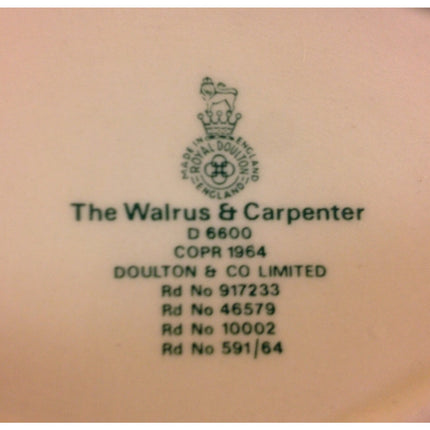 MADE IN ENGLAND
ROYAL DOULTON
ENGLAND
The Walrus & Carpenter
D 6600
COPR 1964
DOULTON & CO LIMITED
Rd No 917233
Rd No 46579
Rd No 10002
Rd No 591/64